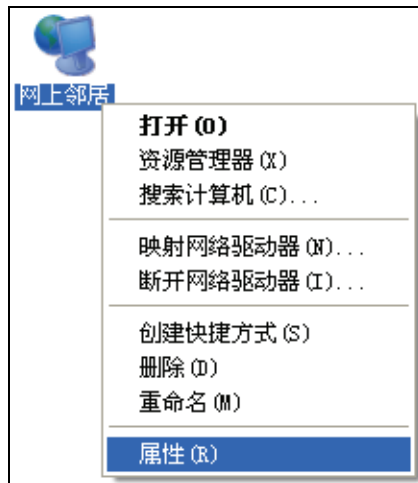 网上邻居
打开(O)
资源管理器(X)
搜索计算机(C)...
映射网络驱动器(N)...
断开网络驱动器(I)...
创建快捷方式(S)
删除(D)
重命名(M)
属性(R)